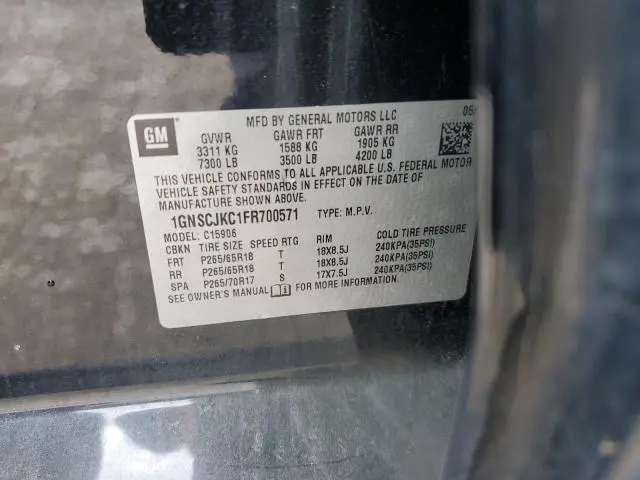 MFD BY GENERAL MOTORS LLC 05/
GM GVWR GAWR FRT GAWR RR
3311 KG 1588 KG 1905 KG
7300 LB 3500 LB 4200 LB
THIS VEHICLE CONFORMS TO ALL APPLICABLE U.S. FEDERAL MOTOR
VEHICLE SAFETY STANDARDS IN EFFECT ON THE DATE OF
MANUFACTURE SHOWN ABOVE.
1GNSCJKC1FR700571 TYPE: M.P.V.
MODEL: C15906
CBKN TIRE SIZE SPEED RTG RIM COLD TIRE PRESSURE
FRT P265/65R18 T 18X8.5J 240KPA(35PSI)
RR P265/65R18 T 18X8.5J 240KPA(35PSI)
SPA P265/70R17 S 17X7.5J 240KPA(35PSI)
SEE OWNER'S MANUAL FOR MORE INFORMATION.